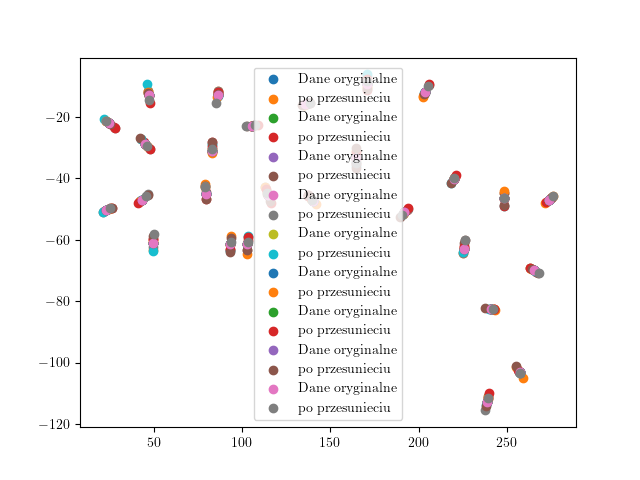 Dane oryginalne
po przesunieciu
Dane oryginalne
po przesunieciu
Dane oryginalne
po przesunieciu
Dane oryginalne
po przesunieciu
Dane oryginalne
po przesunieciu
Dane oryginalne
po przesunieciu
Dane oryginalne
po przesunieciu
Dane oryginalne
po przesunieciu
Dane oryginalne
po przesunieciu
−20
−40
−60
−80
−100
−120
50 100 150 200 250